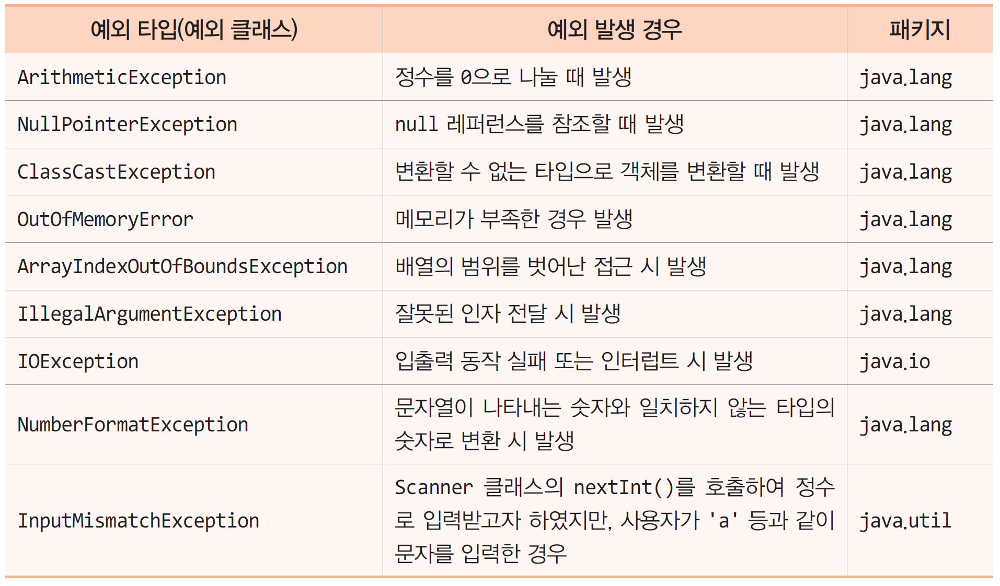 예외 타입(예외 클래스) 예외 발생 경우 패키지
ArithmeticException 정수를 0으로 나눌 때 발생 java.lang
NullPointerException null 레퍼런스를 참조할 때 발생 java.lang
ClassCastException 변환할 수 없는 타입으로 객체를 변환할 때 발생 java.lang
OutOfMemoryError 메모리가 부족한 경우 발생 java.lang
ArrayIndexOutOfBoundsException 배열의 범위를 벗어난 접근 시 발생 java.lang
IllegalArgumentException 잘못된 인자 전달 시 발생 java.lang
IOException 입출력 동작 실패 또는 인터럽트 시 발생 java.io
NumberFormatException 문자열이 나타내는 숫자와 일치하지 않는 타입의
숫자로 변환 시 발생 java.lang
InputMismatchException Scanner 클래스의 nextInt()를 호출하여 정수
로 입력받고자 하였지만, 사용자가 'a' 등과 같이
문자를 입력한 경우 java.util